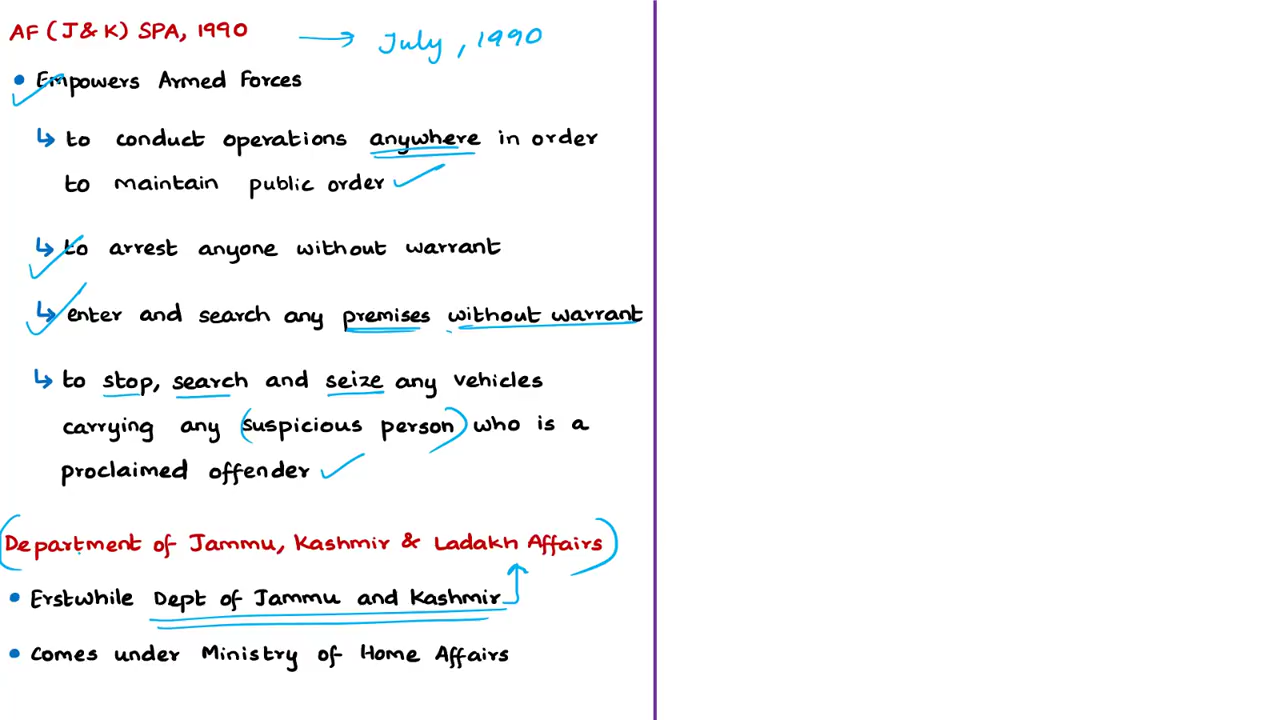 AF (J & K) SPA, 1990 → July, 1990
• Empowers Armed Forces
↳ to conduct operations anywhere in order
to maintain public order
↳ to arrest anyone without warrant
↳ enter and search any premises without warrant
↳ to stop, search and seize any vehicles
carrying any (suspicious person) who is a
proclaimed offender
(Department of Jammu, Kashmir & Ladakh Affairs)
• Erstwhile Dept of Jammu and Kashmir
• Comes under Ministry of Home Affairs